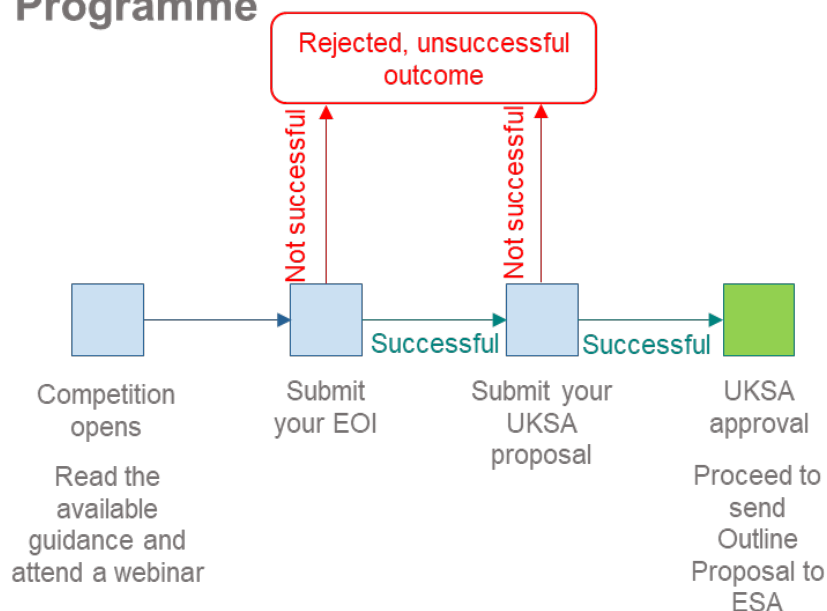 Programme
Rejected, unsuccessful
outcome
Not successful
Not successful
Successful
Successful
Competition
opens
Read the
available
guidance and
attend a webinar
Submit
your EOI
Submit your
UKSA
proposal
UKSA
approval
Proceed to
send
Outline
Proposal to
ESA